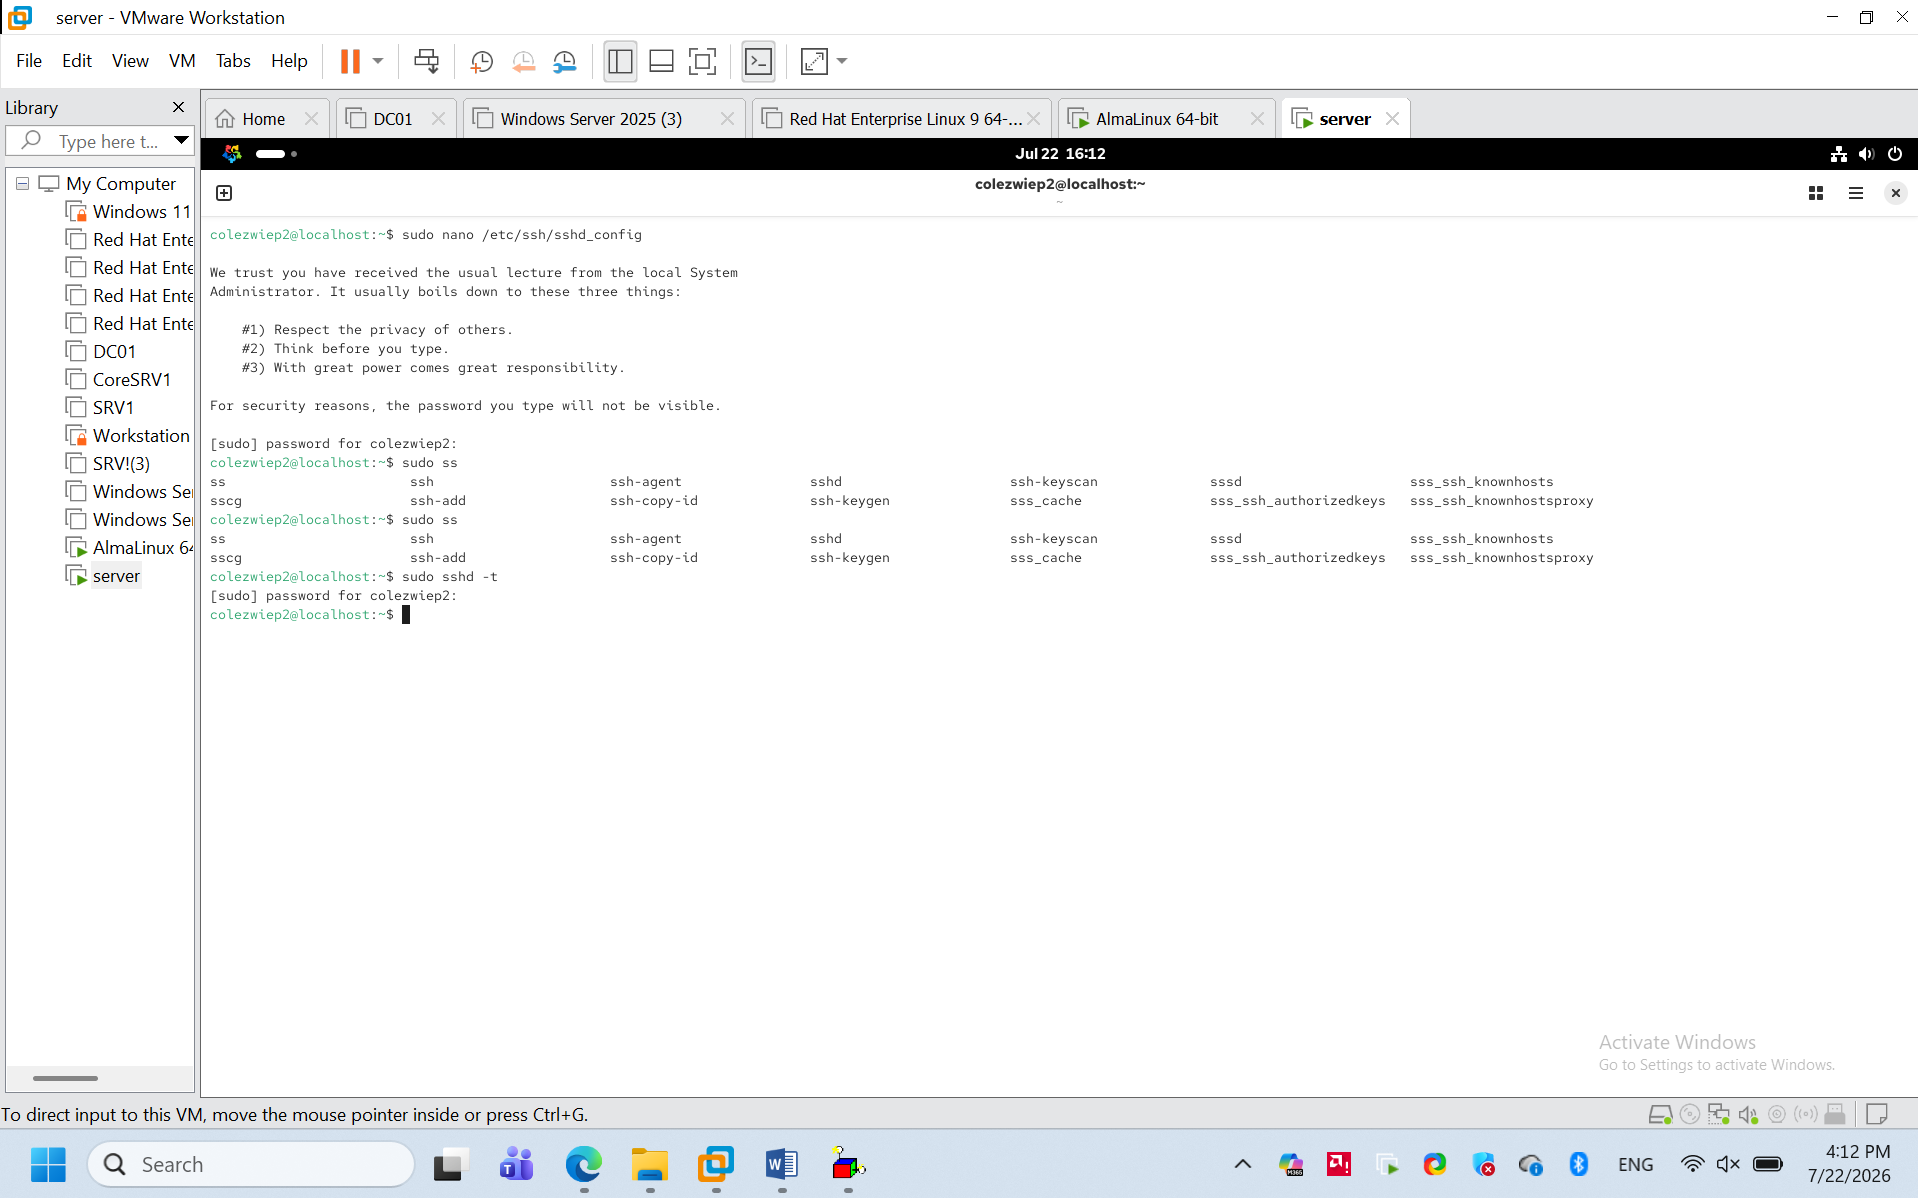 server - VMware Workstation
File Edit View VM Tabs Help
Library
Type here t...
Home DC01 Windows Server 2025 (3) Red Hat Enterprise Linux 9 64-... AlmaLinux 64-bit server
Jul 22 16:12
colezwiep2@localhost:~
~
My Computer
Windows 11
Red Hat Ente
Red Hat Ente
Red Hat Ente
Red Hat Ente
DC01
CoreSRV1
SRV1
Workstation
SRV!(3)
Windows Ser
Windows Ser
AlmaLinux 64
server
colezwiep2@localhost:~$ sudo nano /etc/ssh/sshd_config
We trust you have received the usual lecture from the local System
Administrator. It usually boils down to these three things:
#1) Respect the privacy of others.
#2) Think before you type.
#3) With great power comes great responsibility.
For security reasons, the password you type will not be visible.
[sudo] password for colezwiep2:
colezwiep2@localhost:~$ sudo ss
ss ssh ssh-agent sshd ssh-keyscan sssd sss_ssh_knownhosts
sscg ssh-add ssh-copy-id ssh-keygen sss_cache sss_ssh_authorizedkeys sss_ssh_knownhostsproxy
colezwiep2@localhost:~$ sudo ss
ss ssh ssh-agent sshd ssh-keyscan sssd sss_ssh_knownhosts
sscg ssh-add ssh-copy-id ssh-keygen sss_cache sss_ssh_authorizedkeys sss_ssh_knownhostsproxy
colezwiep2@localhost:~$ sudo sshd -t
[sudo] password for colezwiep2:
colezwiep2@localhost:~$
Activate Windows
Go to Settings to activate Windows.
To direct input to this VM, move the mouse pointer inside or press Ctrl+G.
Search
ENG
4:12 PM
7/22/2026